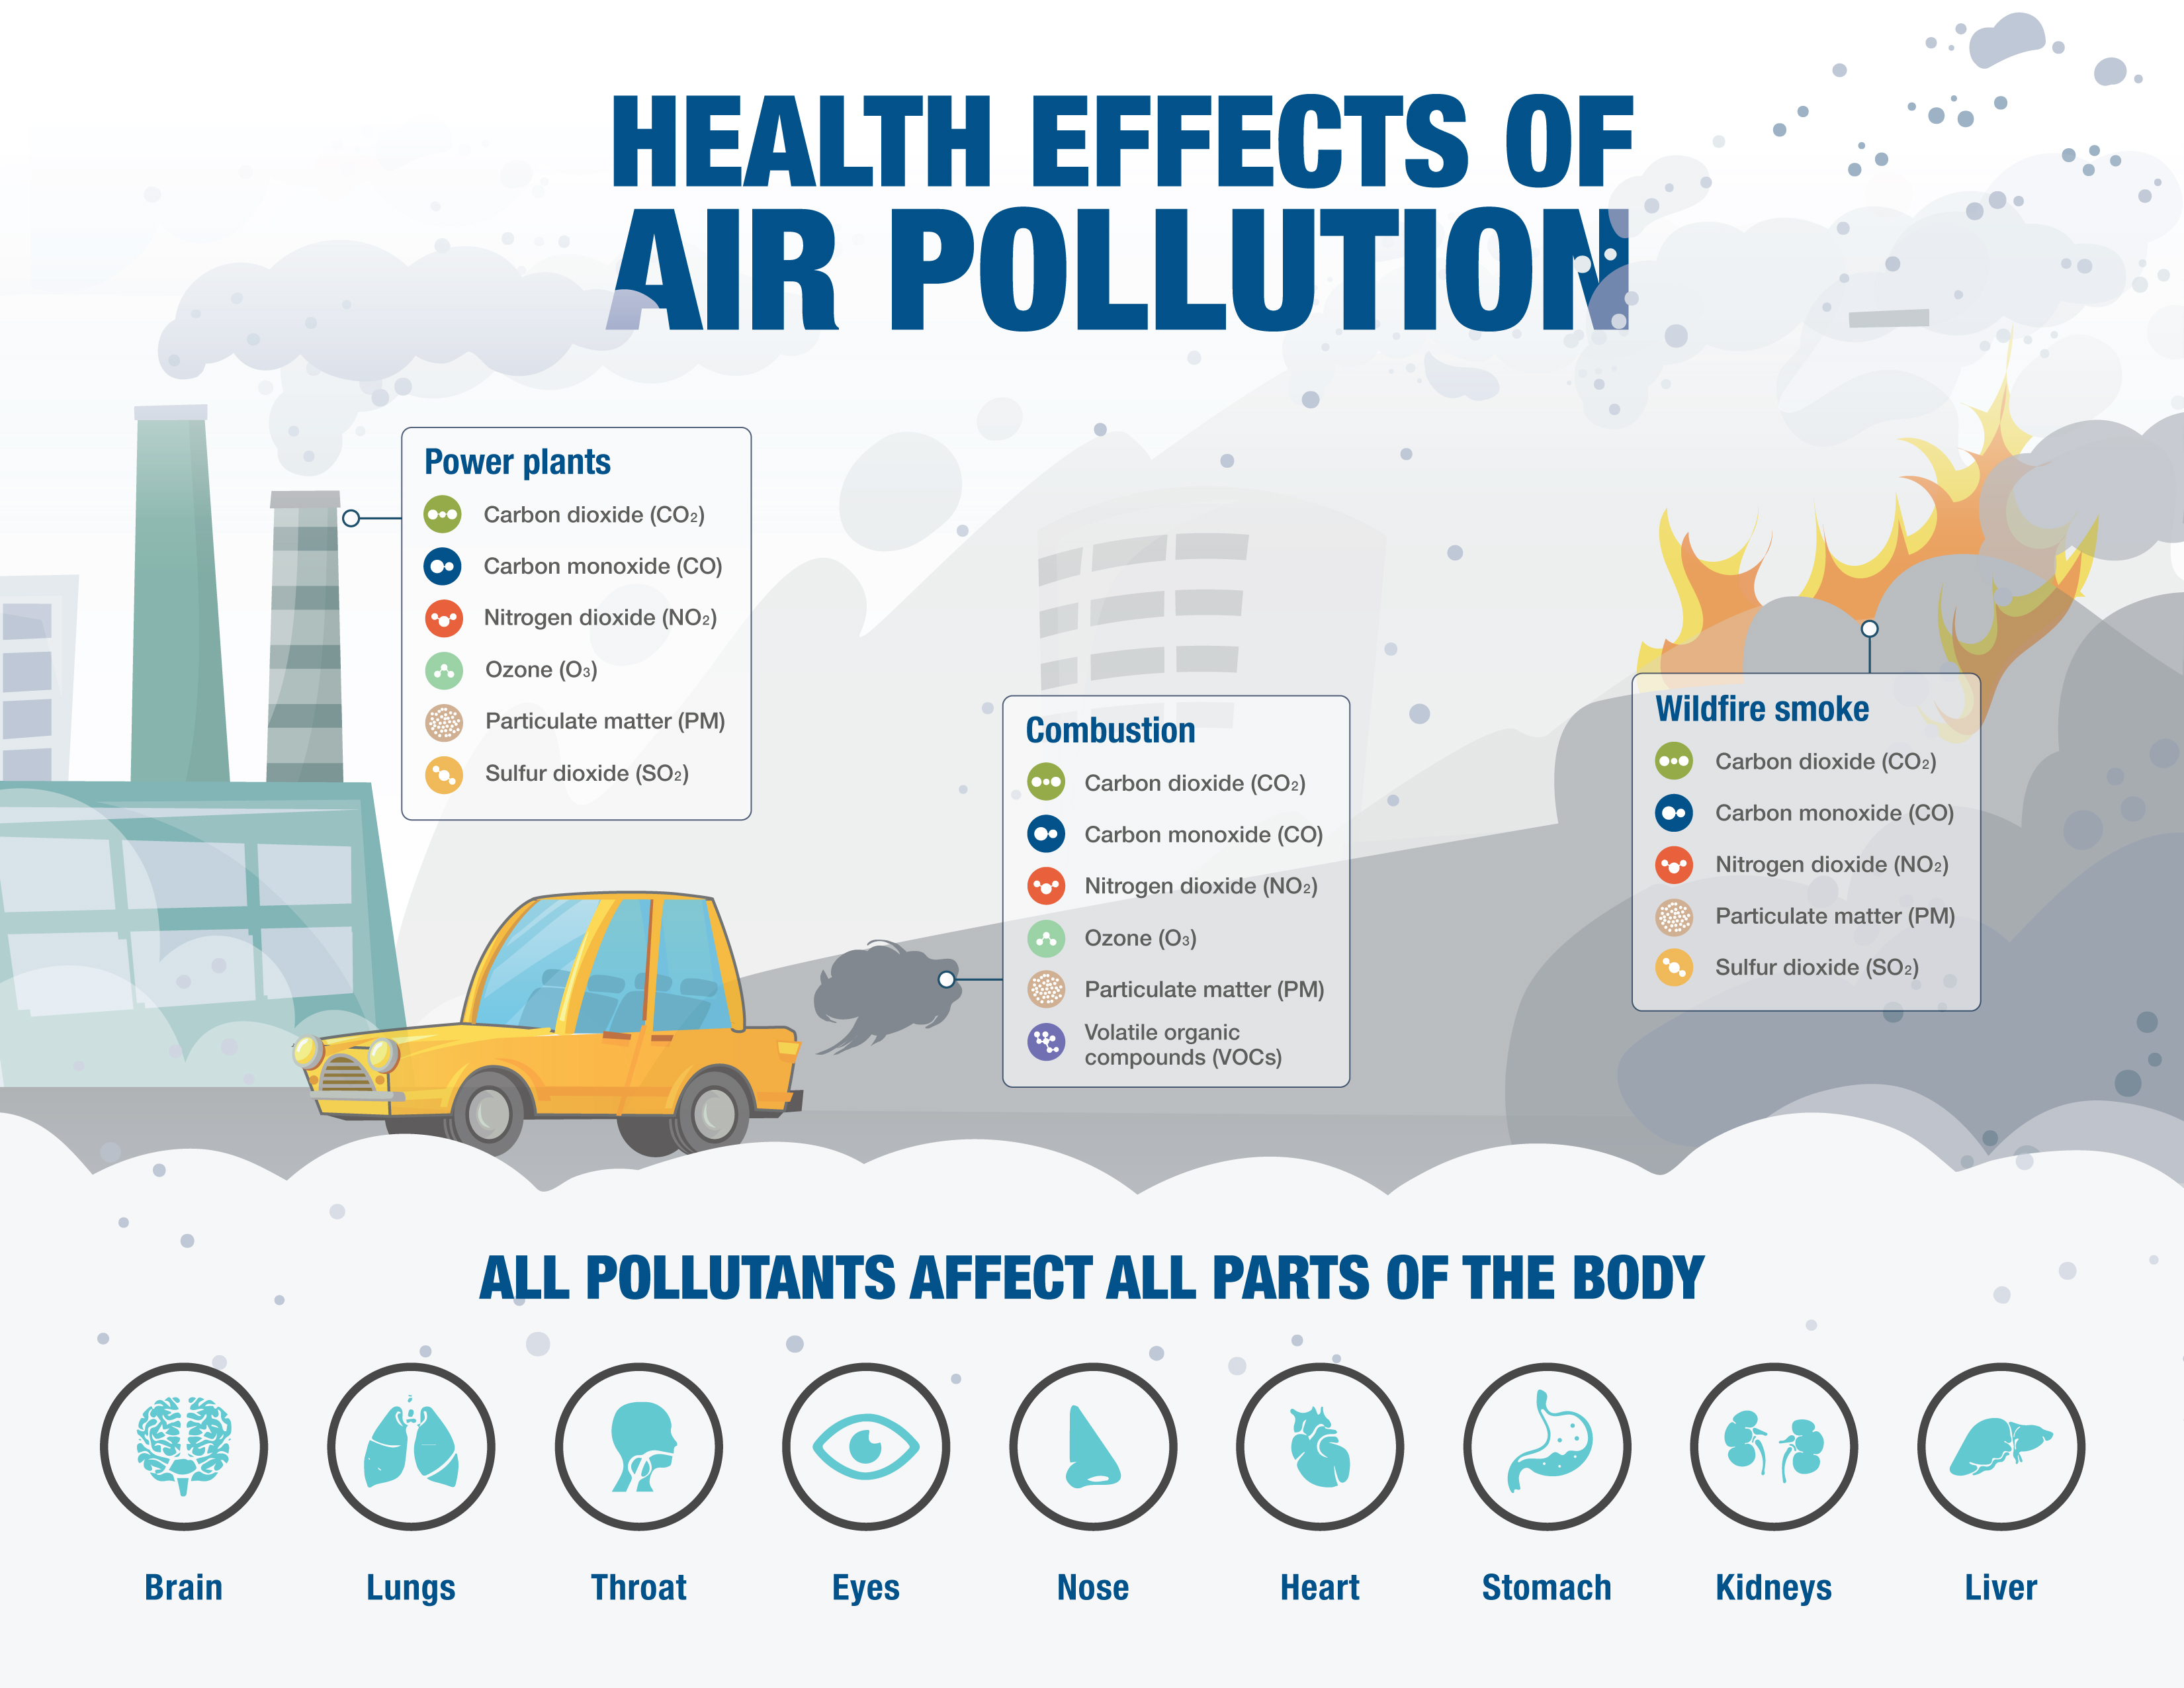 HEALTH EFFECTS OF
AIR POLLUTION
Power plants
Carbon dioxide (CO₂)
Carbon monoxide (CO)
Nitrogen dioxide (NO₂)
Ozone (O₃)
Particulate matter (PM)
Sulfur dioxide (SO₂)
Combustion
Carbon dioxide (CO₂)
Carbon monoxide (CO)
Nitrogen dioxide (NO₂)
Ozone (O₃)
Particulate matter (PM)
Volatile organic
compounds (VOCs)
Wildfire smoke
Carbon dioxide (CO₂)
Carbon monoxide (CO)
Nitrogen dioxide (NO₂)
Particulate matter (PM)
Sulfur dioxide (SO₂)
ALL POLLUTANTS AFFECT ALL PARTS OF THE BODY
Brain
Lungs
Throat
Eyes
Nose
Heart
Stomach
Kidneys
Liver